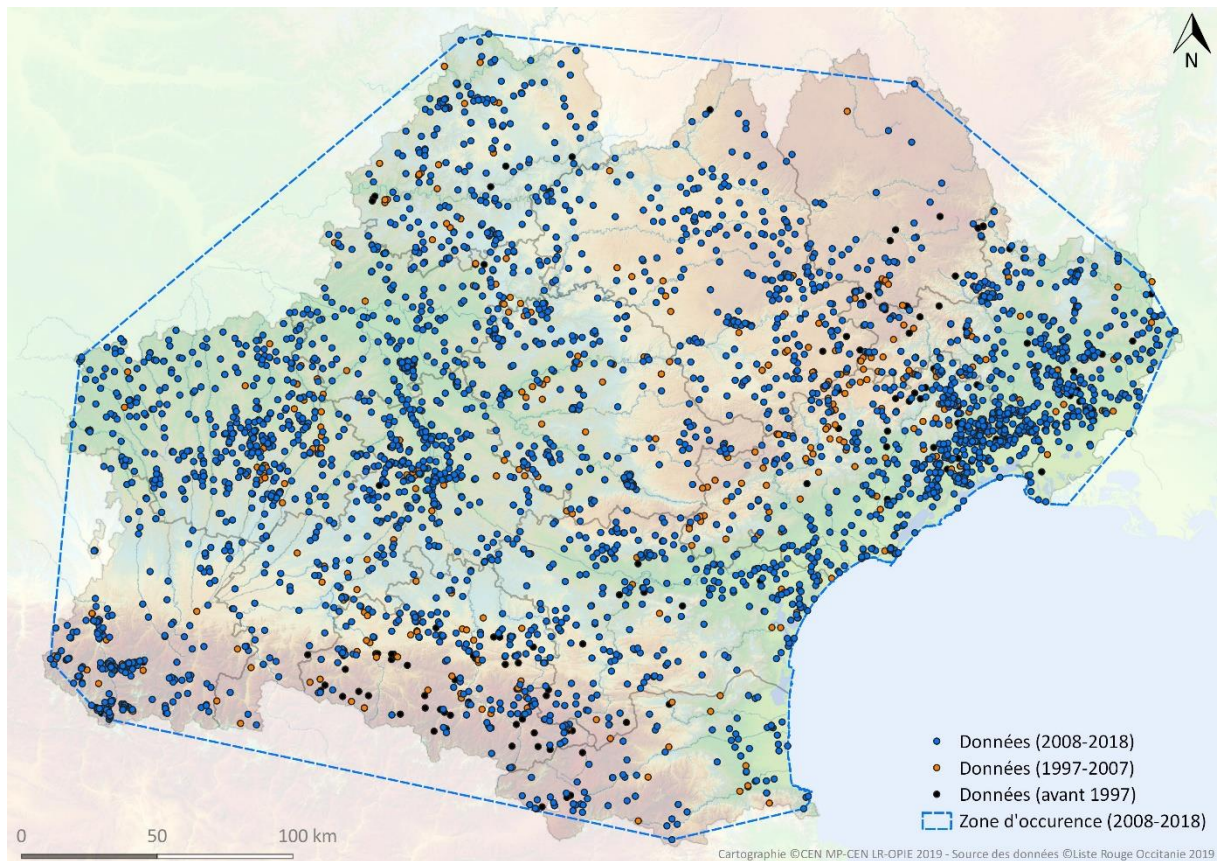 N
Données (2008-2018)
Données (1997-2007)
Données (avant 1997)
Zone d'occurence (2008-2018)
0 50 100 km
Cartographie ©CEN MP-CEN LR-OPIE 2019 - Source des données ©Liste Rouge Occitanie 2019